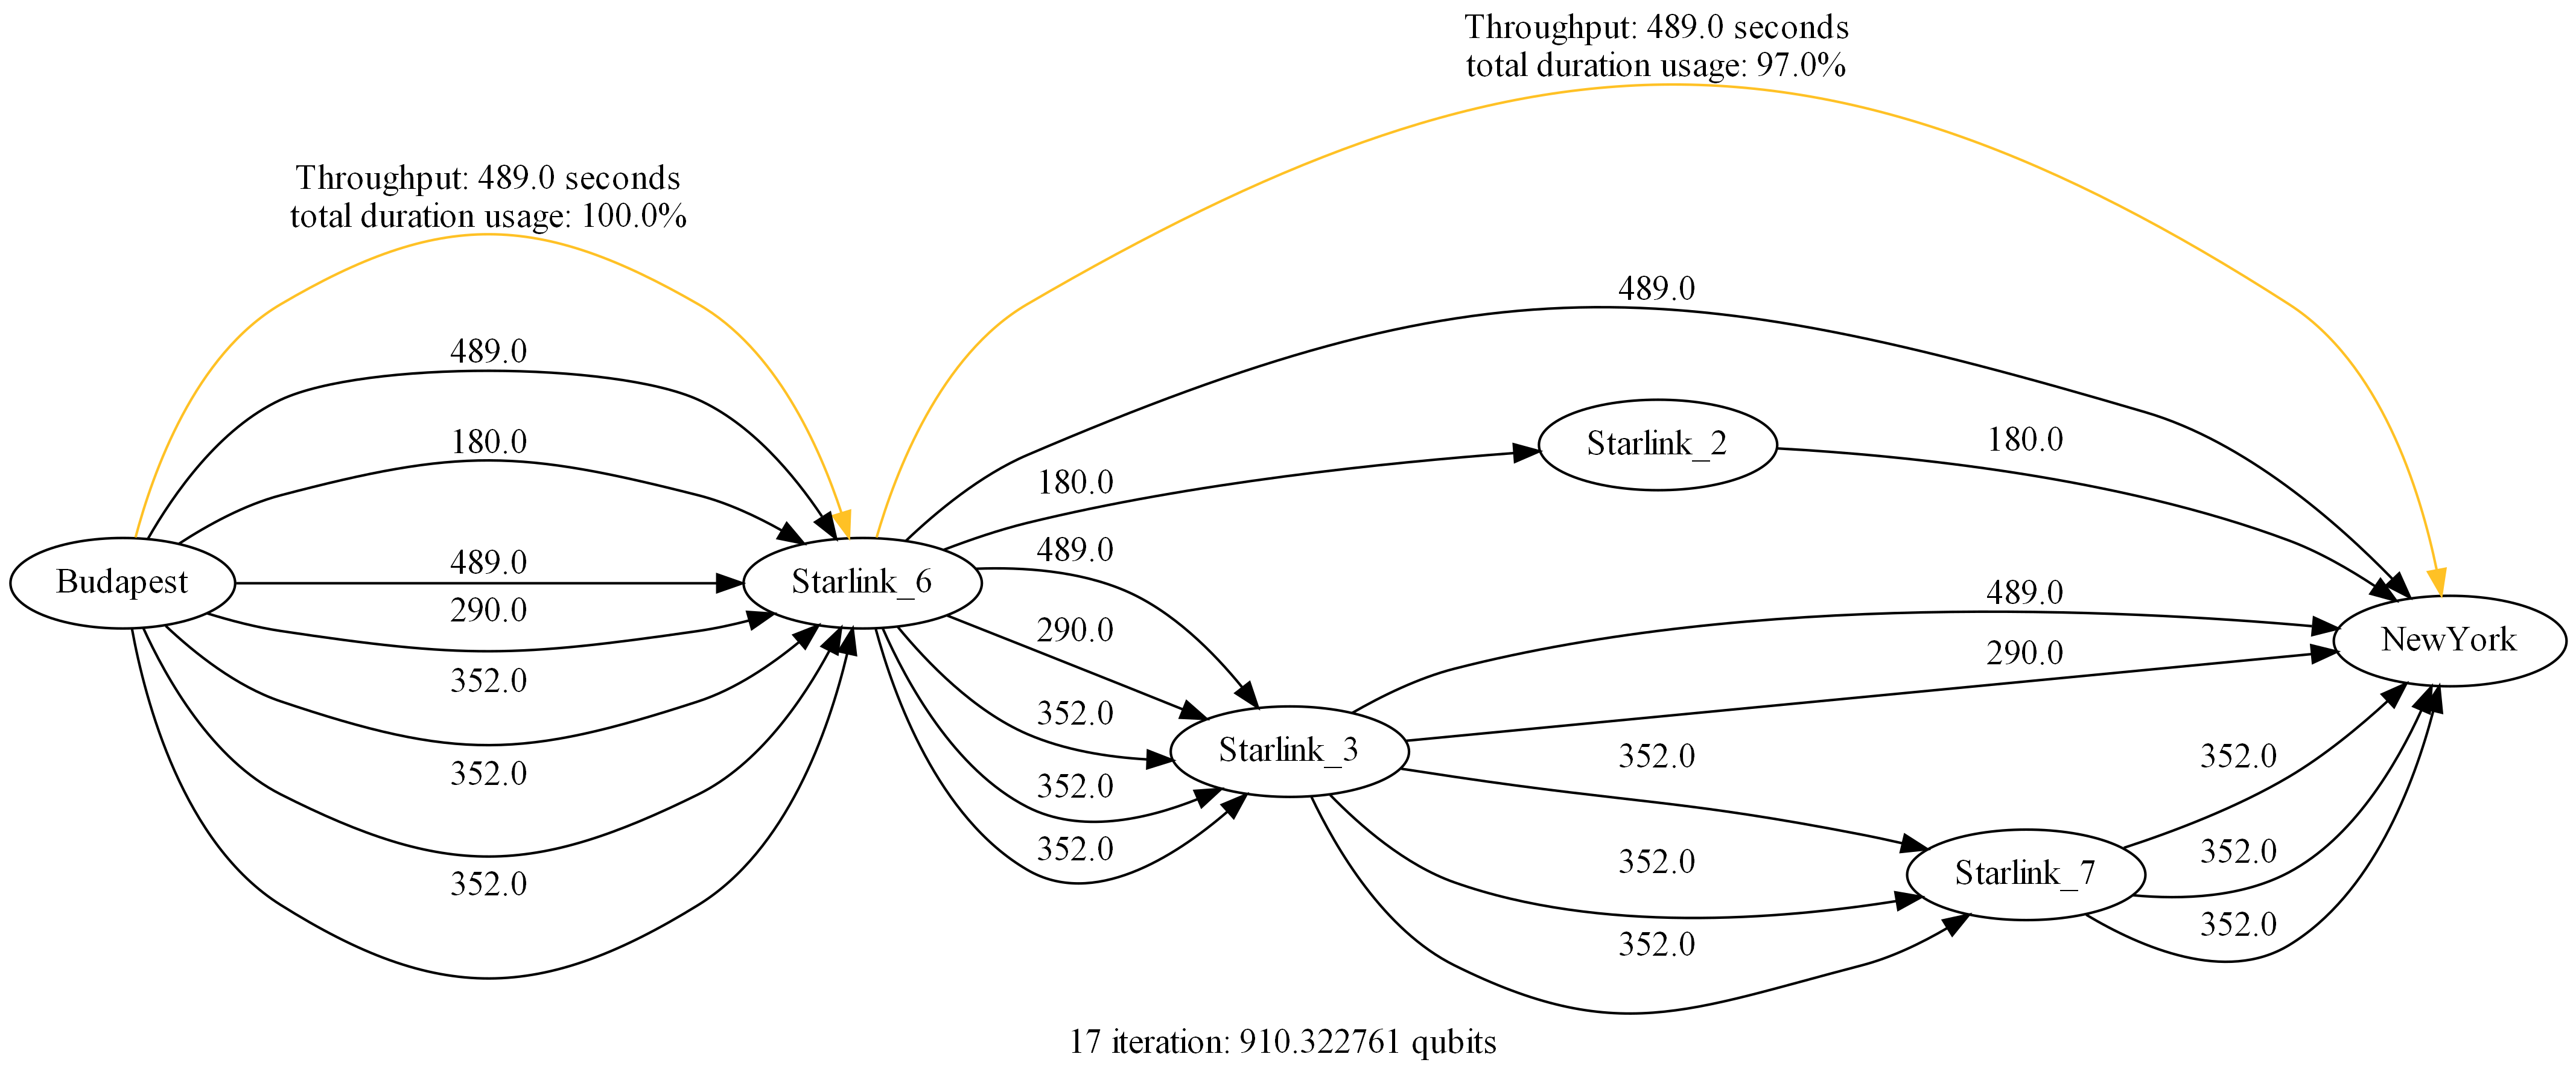 Throughput: 489.0 seconds
total duration usage: 97.0%
Throughput: 489.0 seconds
total duration usage: 100.0%
489.0
489.0
180.0
180.0
Starlink_2
180.0
489.0
489.0
290.0
352.0
352.0
352.0
Budapest
Starlink_6
489.0
290.0
352.0
352.0
352.0
Starlink_3
489.0
290.0
NewYork
352.0
352.0
352.0
Starlink_7
352.0
352.0
352.0
17 iteration: 910.322761 qubits